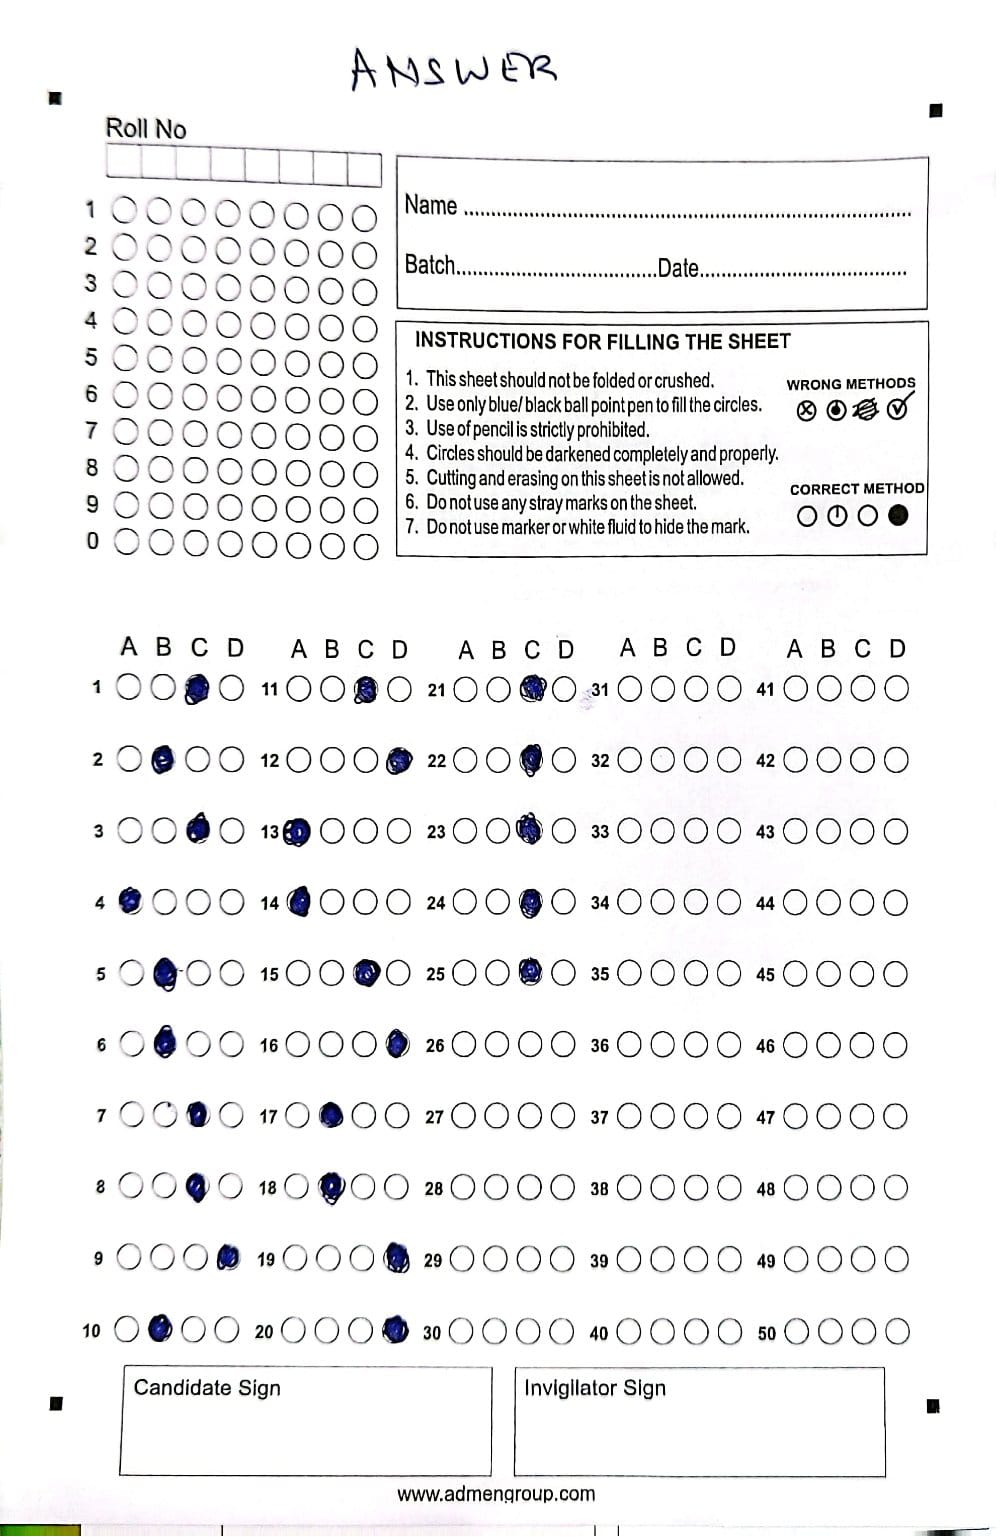 ANSWER
Roll No
Name
Batch Date
1
2
3
4
5
6
7
8
9
0
INSTRUCTIONS FOR FILLING THE SHEET
1. This sheet should not be folded or crushed.
2. Use only blue/ black ball point pen to fill the circles.
3. Use of pencil is strictly prohibited.
4. Circles should be darkened completely and properly.
5. Cutting and erasing on this sheet is not allowed.
6. Do not use any stray marks on the sheet.
7. Do not use marker or white fluid to hide the mark.
WRONG METHODS
CORRECT METHOD
A B C D A B C D A B C D A B C D A B C D
1 11 21 31 41
2 12 22 32 42
3 13 23 33 43
4 14 24 34 44
5 15 25 35 45
6 16 26 36 46
7 17 27 37 47
8 18 28 38 48
9 19 29 39 49
10 20 30 40 50
Candidate Sign
Invigilator Sign
www.admengroup.com